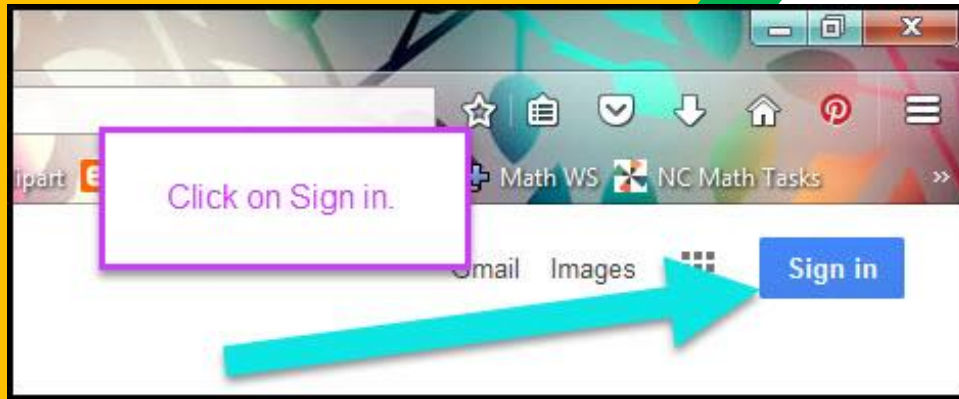 ipart Math WS NC Math Tasks »
Click on Sign in.
Gmail Images Sign in